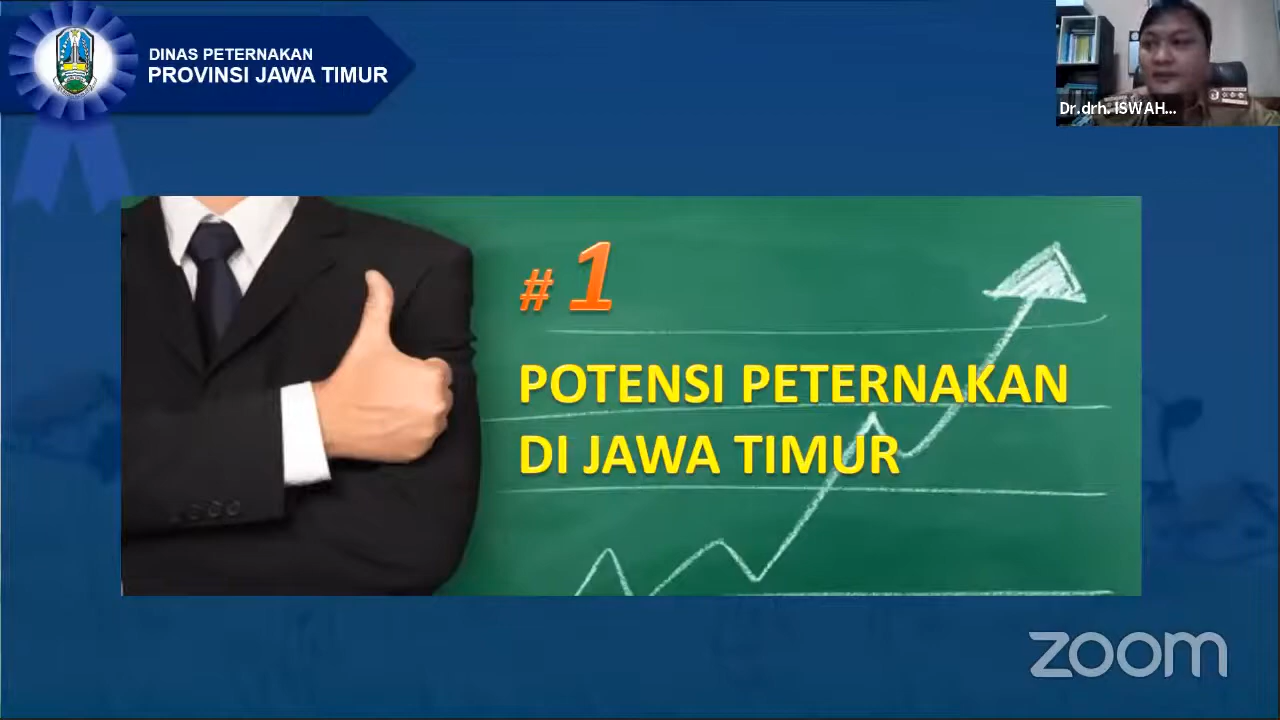 DINAS PETERNAKAN
PROVINSI JAWA TIMUR
Dr.drh. ISWAH...
# 1
POTENSI PETERNAKAN
DI JAWA TIMUR
zoom